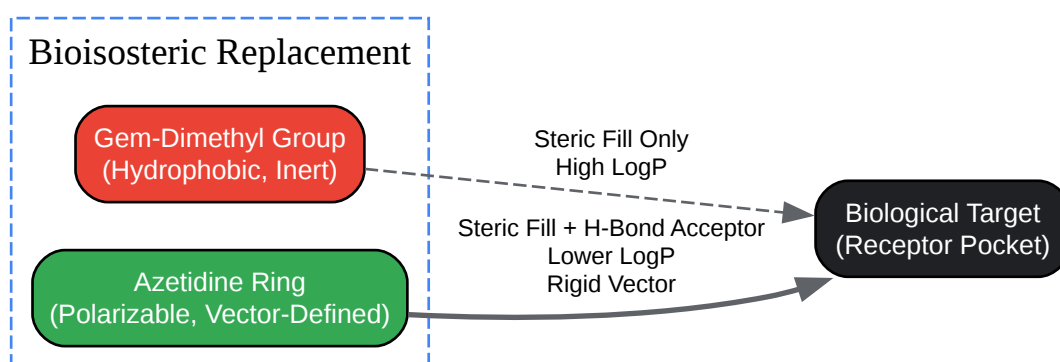 Bioisosteric Replacement
Gem-Dimethyl Group
(Hydrophobic, Inert)
Steric Fill Only
High LogP
Steric Fill + H-Bond Acceptor
Lower LogP
Rigid Vector
Biological Target
(Receptor Pocket)
Azetidine Ring
(Polarizable, Vector-Defined)